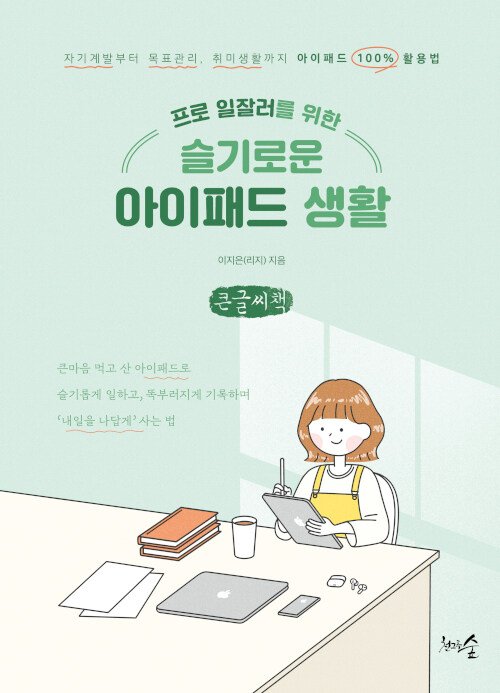 자기계발부터 목표관리, 취미생활까지 아이패드 100% 활용법
프로 일잘러를 위한
슬기로운
아이패드 생활
이지은(리지) 지음
큰글씨책
큰마음 먹고 산 아이패드로
슬기롭게 일하고, 똑부러지게 기록하며
‘내일을 나답게’ 사는 법
천그루숲